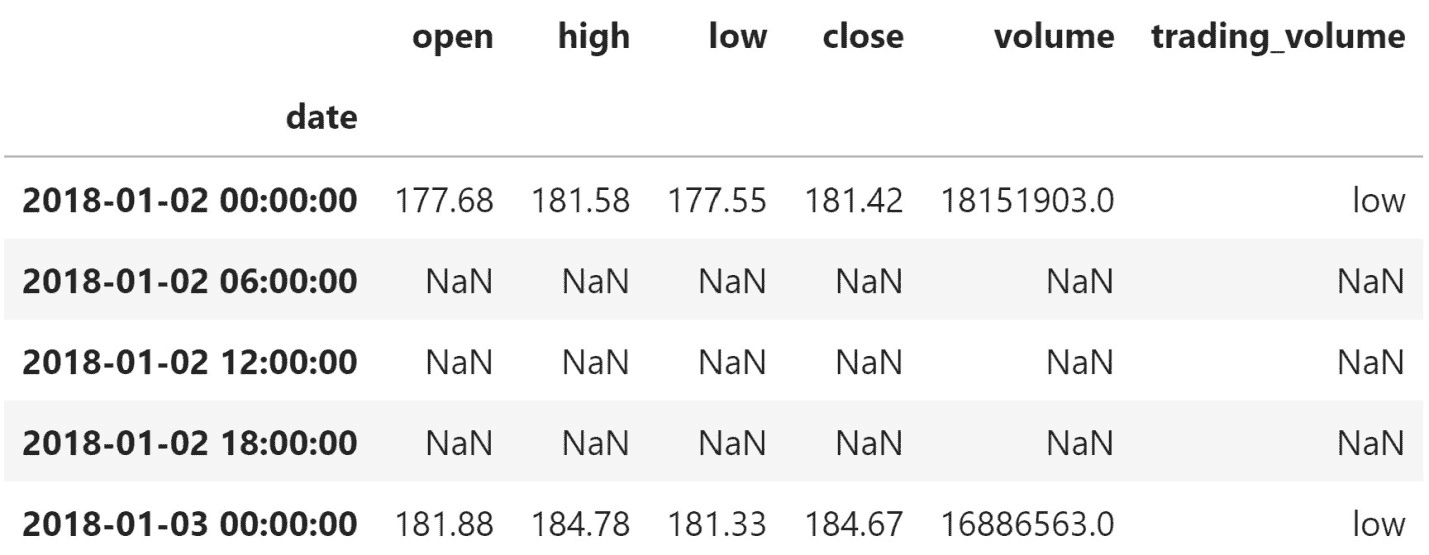 open high low close volume trading_volume
date
2018-01-02 00:00:00 177.68 181.58 177.55 181.42 18151903.0 low
2018-01-02 06:00:00 NaN NaN NaN NaN NaN NaN
2018-01-02 12:00:00 NaN NaN NaN NaN NaN NaN
2018-01-02 18:00:00 NaN NaN NaN NaN NaN NaN
2018-01-03 00:00:00 181.88 184.78 181.33 184.67 16886563.0 low